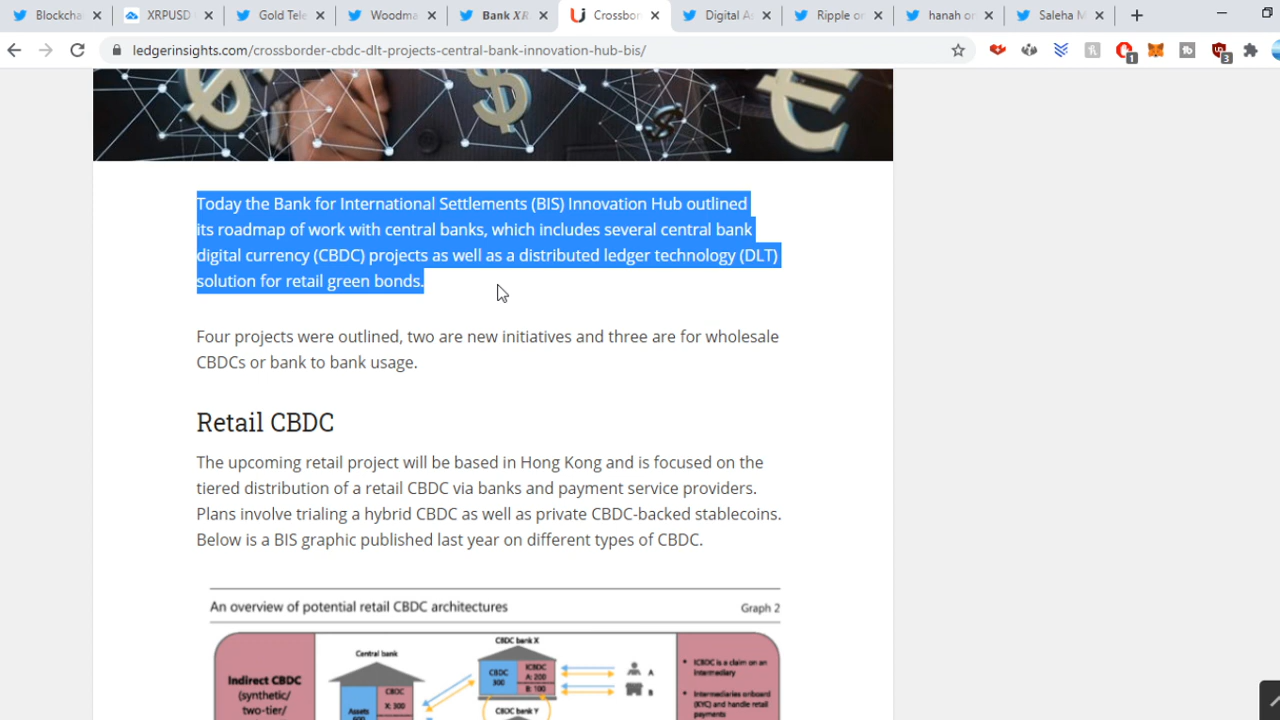 Blockcha
XRPUSD
Gold Tele
Woodma
Bank XR
Crossbor
Digital As
Ripple on
hanah on
Saleha M
ledgerinsights.com/crossborder-cbdc-dlt-projects-central-bank-innovation-hub-bis/
1
3
Today the Bank for International Settlements (BIS) Innovation Hub outlined
its roadmap of work with central banks, which includes several central bank
digital currency (CBDC) projects as well as a distributed ledger technology (DLT)
solution for retail green bonds.
Four projects were outlined, two are new initiatives and three are for wholesale
CBDCs or bank to bank usage.
Retail CBDC
The upcoming retail project will be based in Hong Kong and is focused on the
tiered distribution of a retail CBDC via banks and payment service providers.
Plans involve trialing a hybrid CBDC as well as private CBDC-backed stablecoins.
Below is a BIS graphic published last year on different types of CBDC.
An overview of potential retail CBDC architectures
Graph 2
Indirect CBDC
(synthetic/
two-tier/
Central bank
Assets
600
CBDC
X: 300
CBDC bank X
CBDC
300
ICBDC
A: 200
B: 100
A
B
CBDC bank Y
• ICBDC is a claim on an
intermediary
• Intermediaries onboard
(KYC) and handle retail
payments